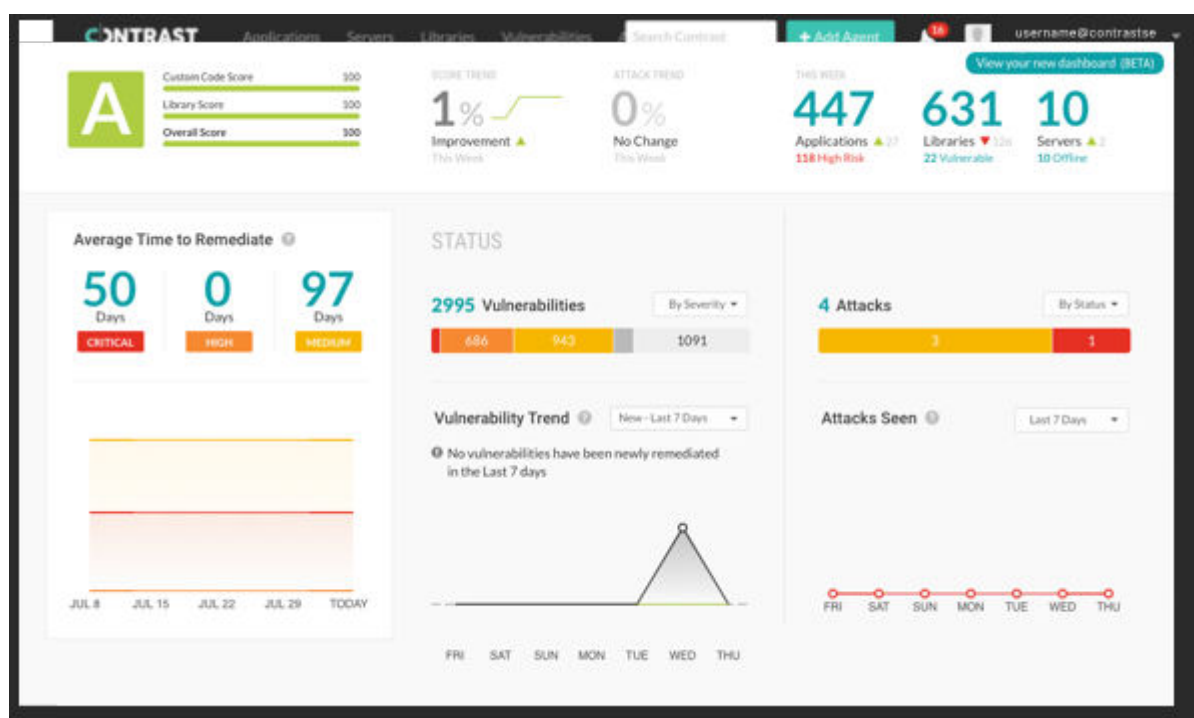 CONTRAST Applications Servers Libraries Vulnerabilities Search Contrast + Add Agent 16 username@contrastse
View your new dashboard (BETA)
A
Custom Code Score 100
Library Score 100
Overall Score 100
SCORE TREND
1%
Improvement
This Week
ATTACK TREND
0%
No Change
This Week
THIS WEEK
447
Applications 27
118 High Risk
631
Libraries 126
22 Vulnerable
10
Servers 2
10 Offline
Average Time to Remediate
50 0 97
Days Days Days
CRITICAL HIGH MEDIUM
JUL 8 JUL 15 JUL 22 JUL 29 TODAY
STATUS
2995 Vulnerabilities By Severity
686 943 1091
Vulnerability Trend New - Last 7 Days
No vulnerabilities have been newly remediated
in the Last 7 days
FRI SAT SUN MON TUE WED THU
4 Attacks By Status
3 1
Attacks Seen Last 7 Days
FRI SAT SUN MON TUE WED THU